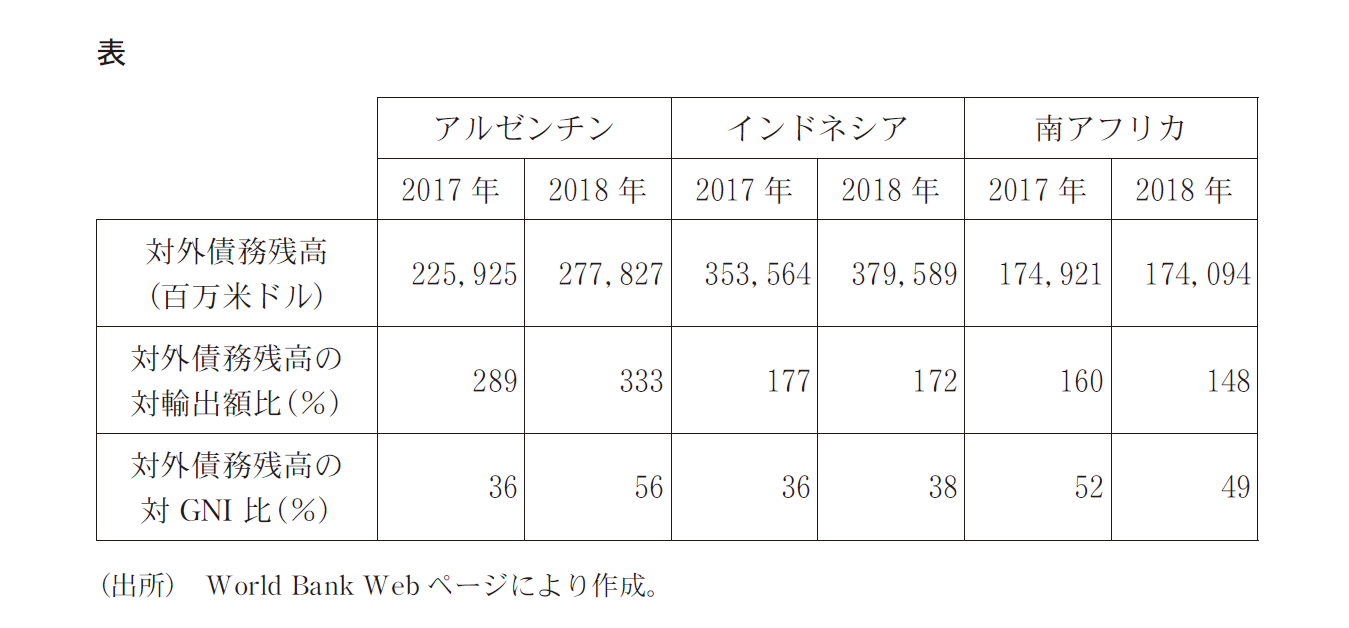 表
アルゼンチン インドネシア 南アフリカ
2017 年 2018 年 2017 年 2018 年 2017 年 2018 年
対外債務残高
(百万米ドル)
225,925 277,827 353,564 379,589 174,921 174,094
対外債務残高の
対輸出額比(%)
289 333 177 172 160 148
対外債務残高の
対 GNI 比(%)
36 56 36 38 52 49
(出所) World Bank Web ページにより作成。